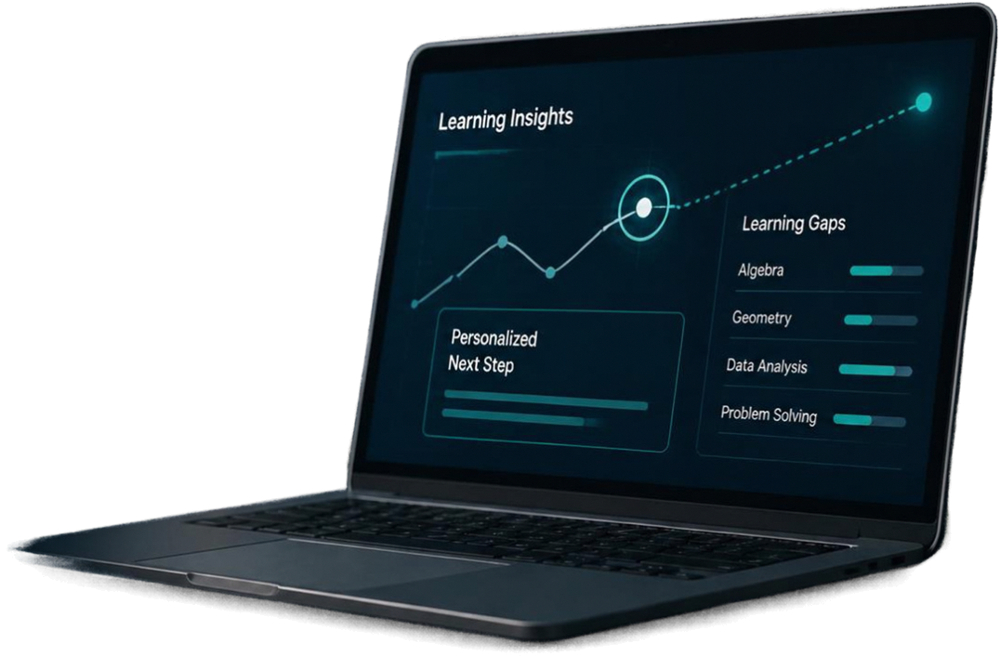 Learning Insights
Personalized
Next Step
Learning Gaps
Algebra
Geometry
Data Analysis
Problem Solving